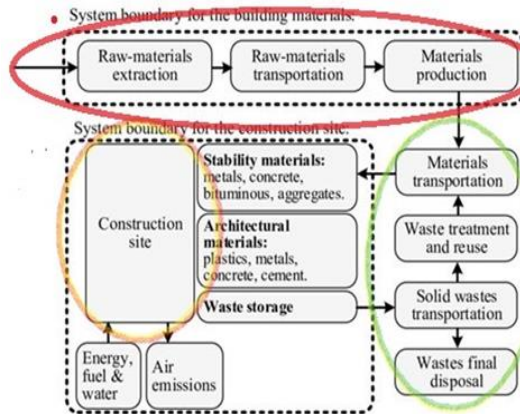 System boundary for the building materials:
Raw-materials
extraction
Raw-materials
transportation
Materials
production
System boundary for the construction site:
Construction
site
Stability materials:
metals, concrete,
bituminous, aggregates.
Architectural
materials:
plastics, metals,
concrete, cement.
Waste storage
Energy,
fuel &
water
Air
emissions
Materials
transportation
Waste treatment
and reuse
Solid wastes
transportation
Wastes final
disposal